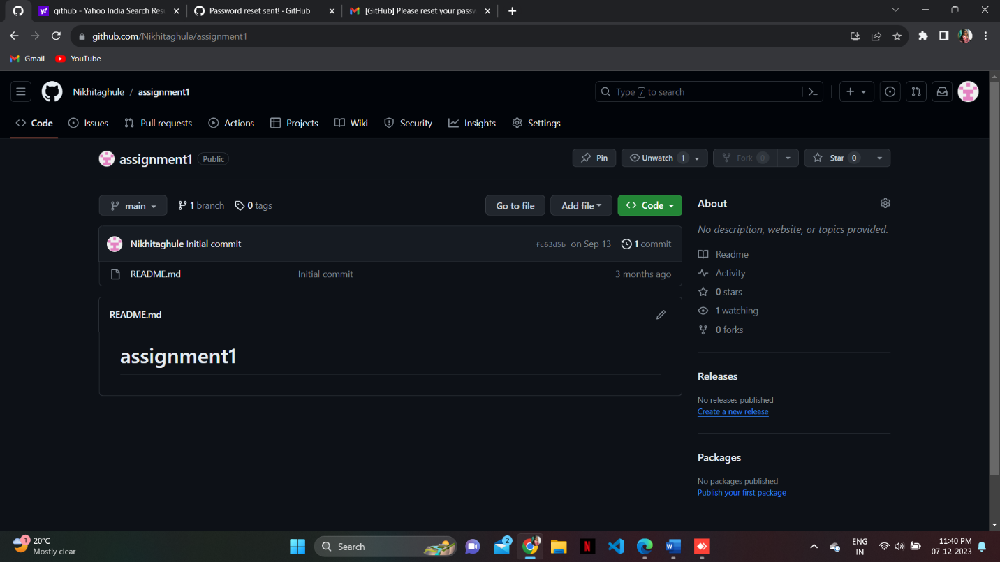 github - Yahoo India Search Res
Password reset sent! · GitHub
[GitHub] Please reset your passw
github.com/Nikhitaghule/assignment1
Gmail
YouTube
Nikhitaghule / assignment1
Type / to search
Code
Issues
Pull requests
Actions
Projects
Wiki
Security
Insights
Settings
assignment1 Public
Pin
Unwatch 1
Fork 0
Star 0
main
1 branch
0 tags
Go to file
Add file
<> Code
About
No description, website, or topics provided.
Nikhitaghule Initial commit
fc63d5b on Sep 13
1 commit
README.md
Initial commit
3 months ago
README.md
assignment1
Readme
Activity
0 stars
1 watching
0 forks
Releases
No releases published
Create a new release
Packages
No packages published
Publish your first package
1
20°C
Mostly clear
Search
2
N
W
ENG
IN
11:40 PM
07-12-2023